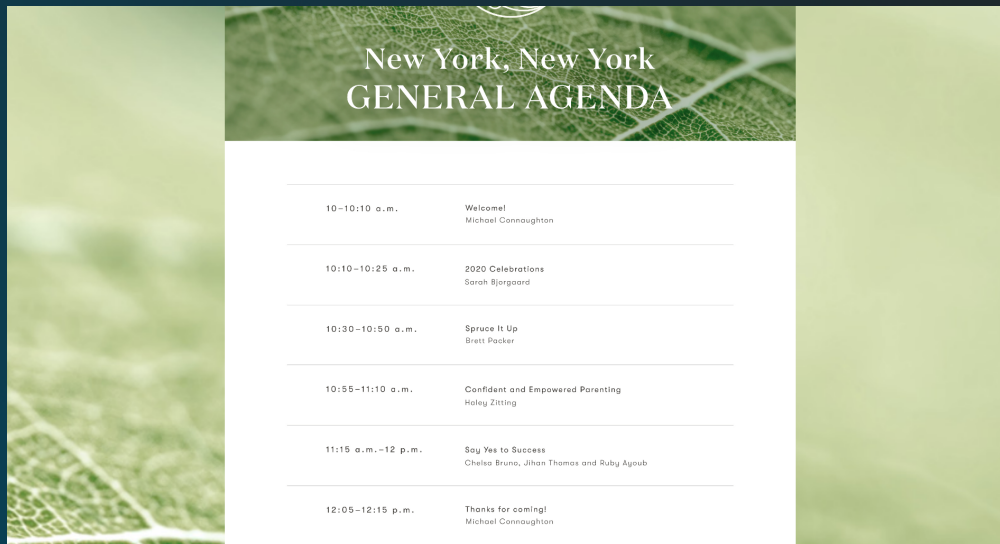 New York, New York
GENERAL AGENDA
10–10:10 a.m.
Welcome!
Michael Connaughton
10:10–10:25 a.m.
2020 Celebrations
Sarah Bjorgaard
10:30–10:50 a.m.
Spruce It Up
Brett Packer
10:55–11:10 a.m.
Confident and Empowered Parenting
Holey Zitting
11:15 a.m.–12 p.m.
Say Yes to Success
Chelsa Bruno, Jihan Thomas and Ruby Ayoub
12:05–12:15 p.m.
Thanks for coming!
Michael Connaughton